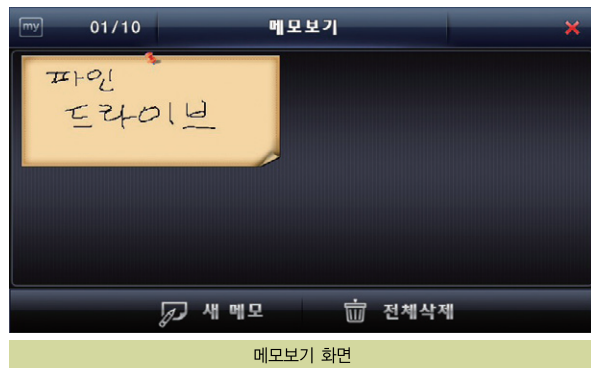 my 01/10 메모보기
파인
드라이브
새 메모 전체삭제
메모보기 화면